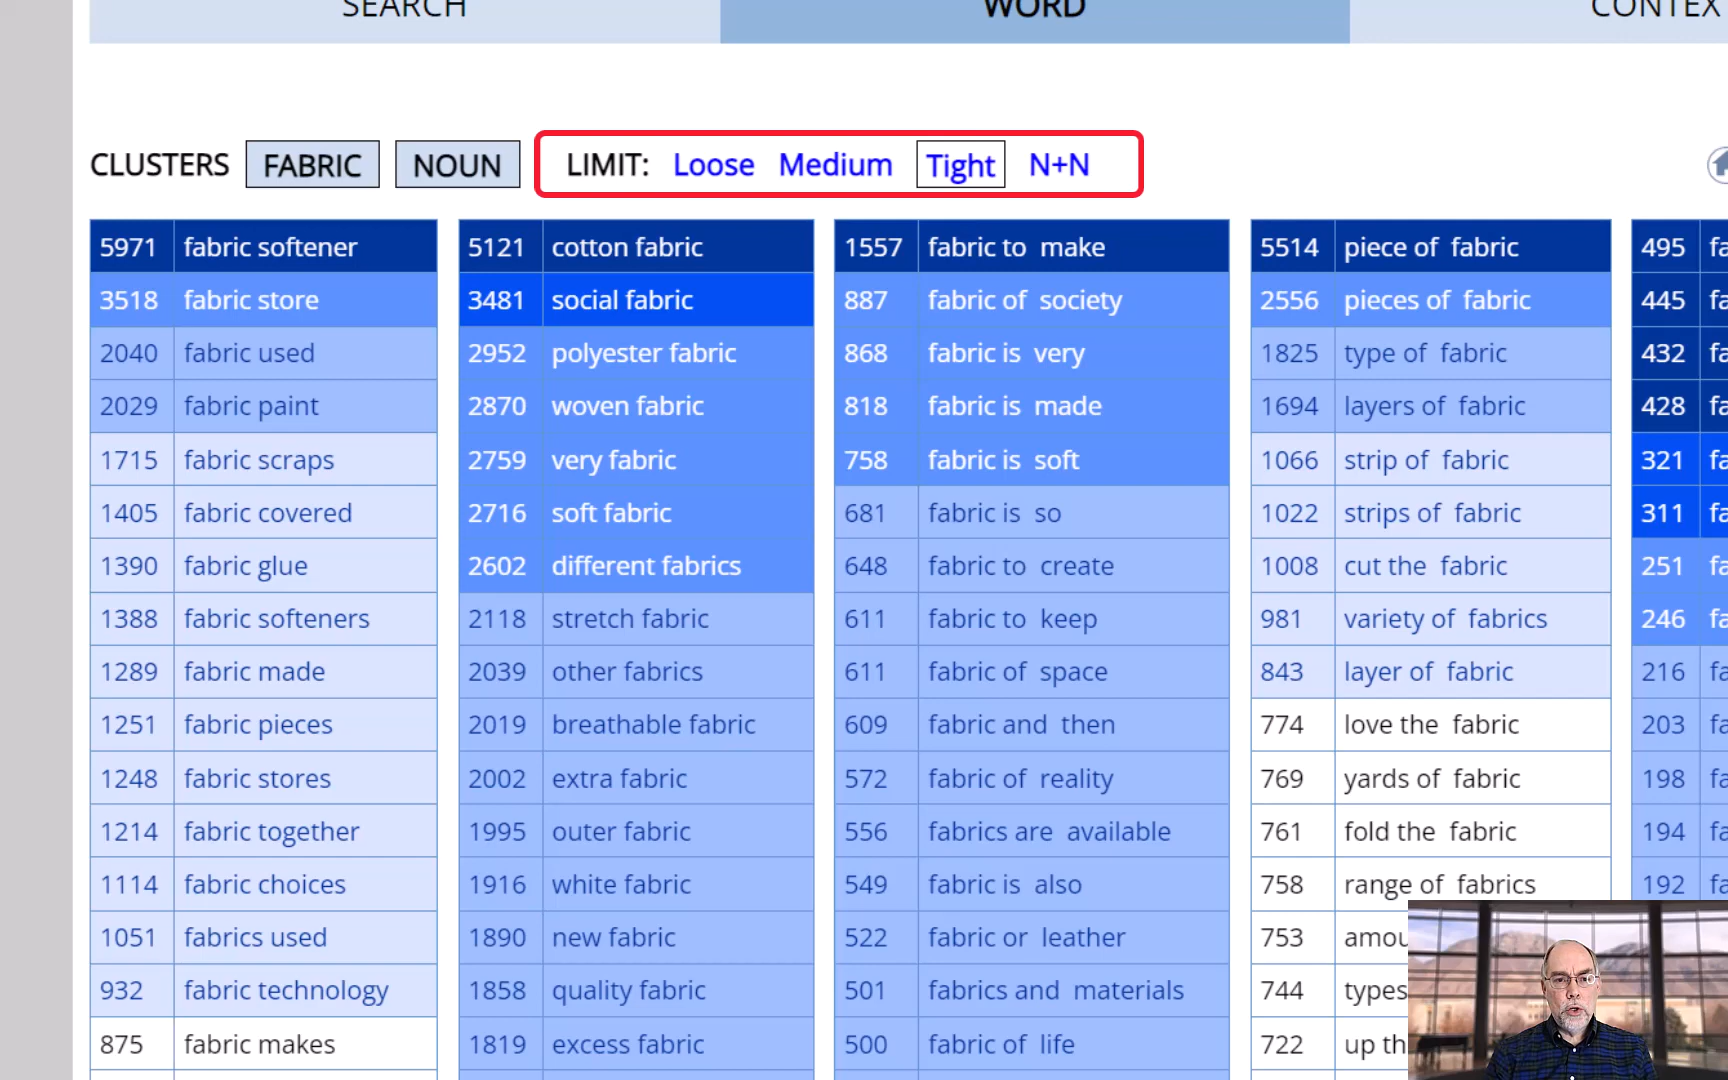 SEARCH WORD
CLUSTERS FABRIC NOUN LIMIT: Loose Medium Tight N+N
5971 fabric softener 5121 cotton fabric 1557 fabric to make 5514 piece of fabric 495
3518 fabric store 3481 social fabric 887 fabric of society 2556 pieces of fabric 445
2040 fabric used 2952 polyester fabric 868 fabric is very 1825 type of fabric 432
2029 fabric paint 2870 woven fabric 818 fabric is made 1694 layers of fabric 428
1715 fabric scraps 2759 very fabric 758 fabric is soft 1066 strip of fabric 321
1405 fabric covered 2716 soft fabric 681 fabric is so 1022 strips of fabric 311
1390 fabric glue 2602 different fabrics 648 fabric to create 1008 cut the fabric 251
1388 fabric softeners 2118 stretch fabric 611 fabric to keep 981 variety of fabrics 246
1289 fabric made 2039 other fabrics 611 fabric of space 843 layer of fabric 216
1251 fabric pieces 2019 breathable fabric 609 fabric and then 774 love the fabric 203
1248 fabric stores 2002 extra fabric 572 fabric of reality 769 yards of fabric 198
1214 fabric together 1995 outer fabric 556 fabrics are available 761 fold the fabric 194
1114 fabric choices 1916 white fabric 549 fabric is also 758 range of fabrics 192
1051 fabrics used 1890 new fabric 522 fabric or leather 753
932 fabric technology 1858 quality fabric 501 fabrics and materials 744 types
875 fabric makes 1819 excess fabric 500 fabric of life 722 up